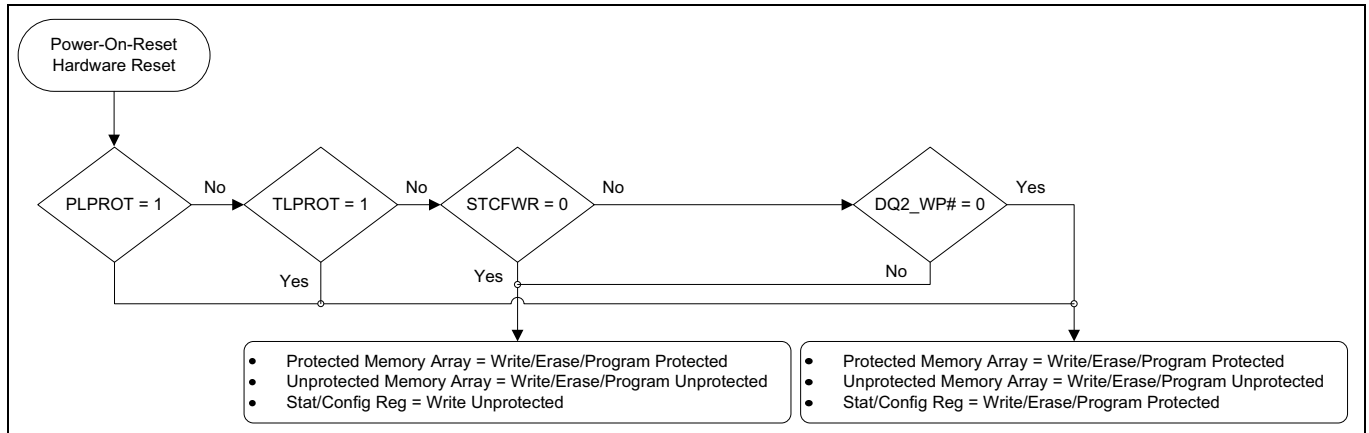 Power-On-Reset
Hardware Reset
PLPROT = 1
No
TLPROT = 1
No
STCFWR = 0
No
DQ2_WP# = 0
Yes
Yes
Yes
No
• Protected Memory Array = Write/Erase/Program Protected
• Unprotected Memory Array = Write/Erase/Program Unprotected
• Stat/Config Reg = Write Unprotected
• Protected Memory Array = Write/Erase/Program Protected
• Unprotected Memory Array = Write/Erase/Program Unprotected
• Stat/Config Reg = Write/Erase/Program Protected